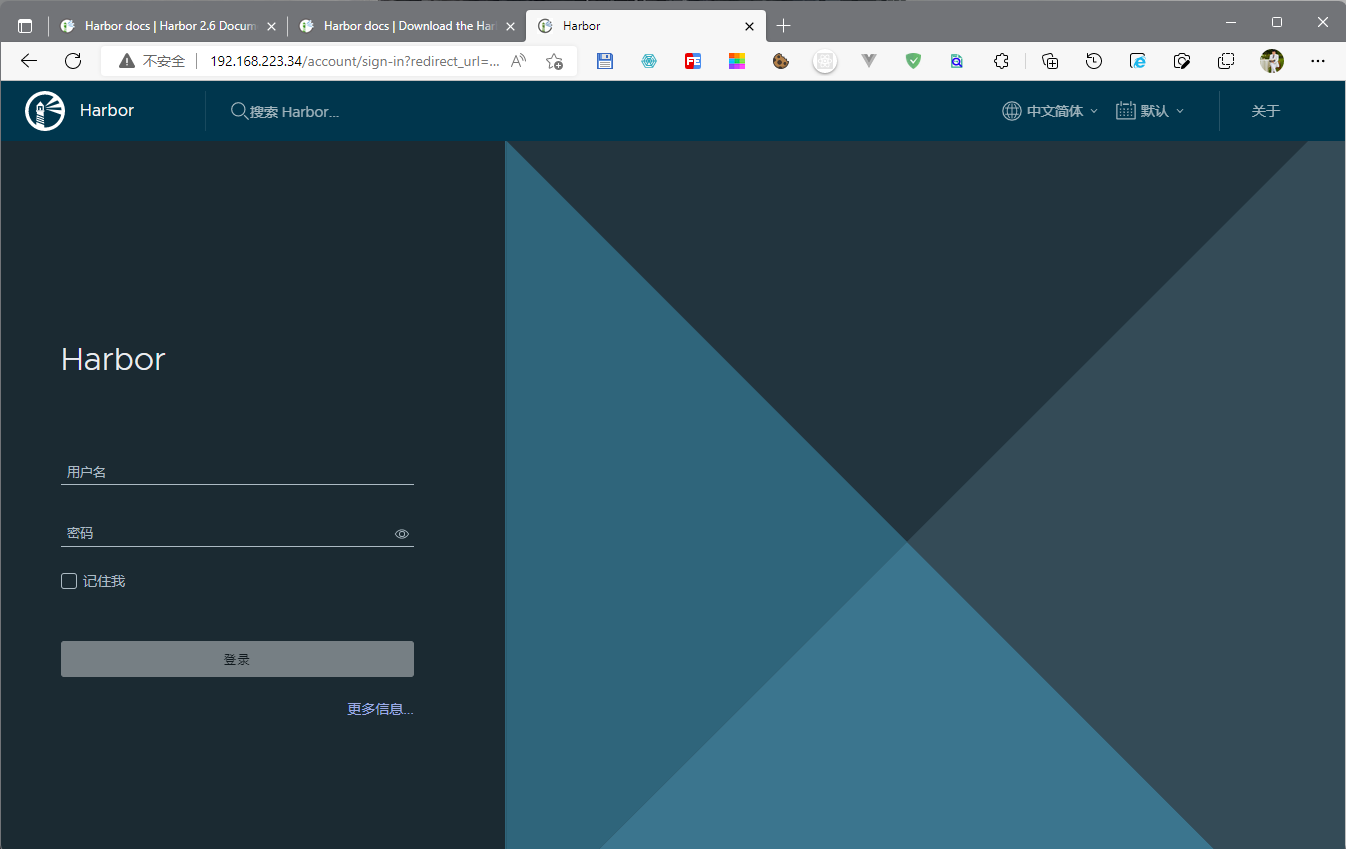 Harbor docs | Harbor 2.6 Docum
Harbor docs | Download the Har
Harbor
不安全
192.168.223.34/account/sign-in?redirect_url=...
Harbor
搜索 Harbor...
中文简体
默认
关于
Harbor
用户名
密码
记住我
登录
更多信息...